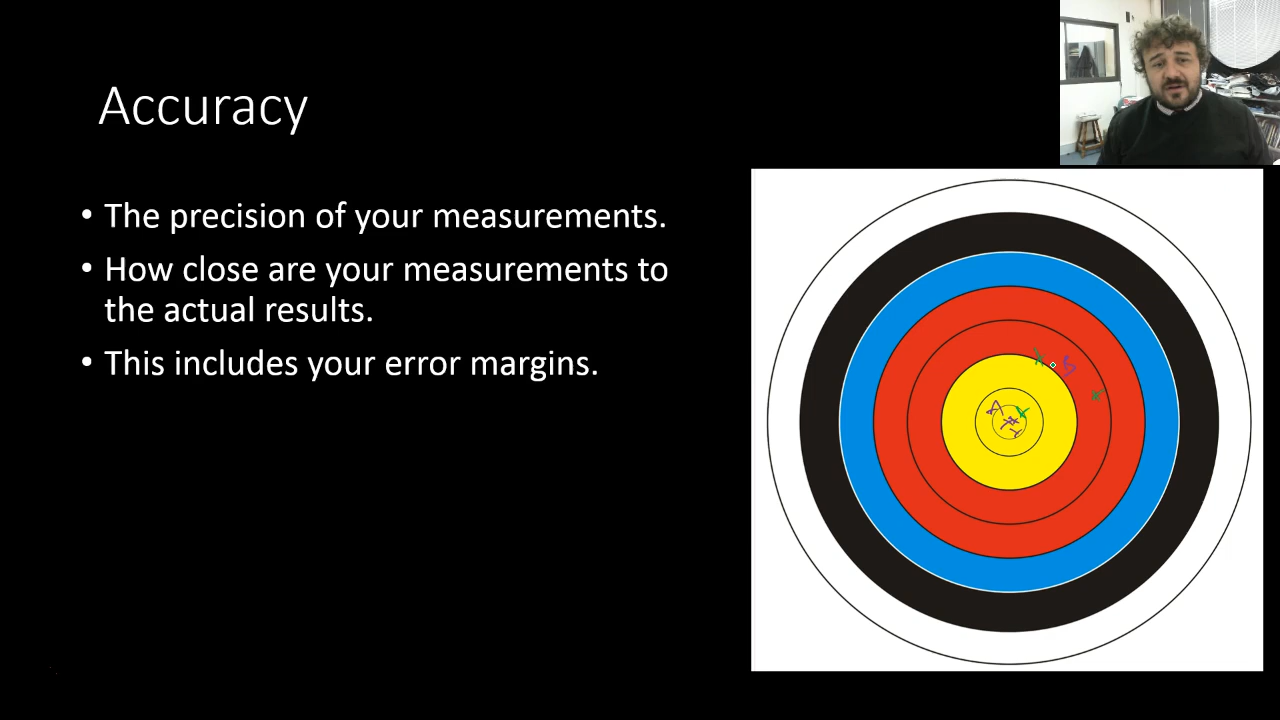 Accuracy
• The precision of your measurements.
• How close are your measurements to
the actual results.
• This includes your error margins.